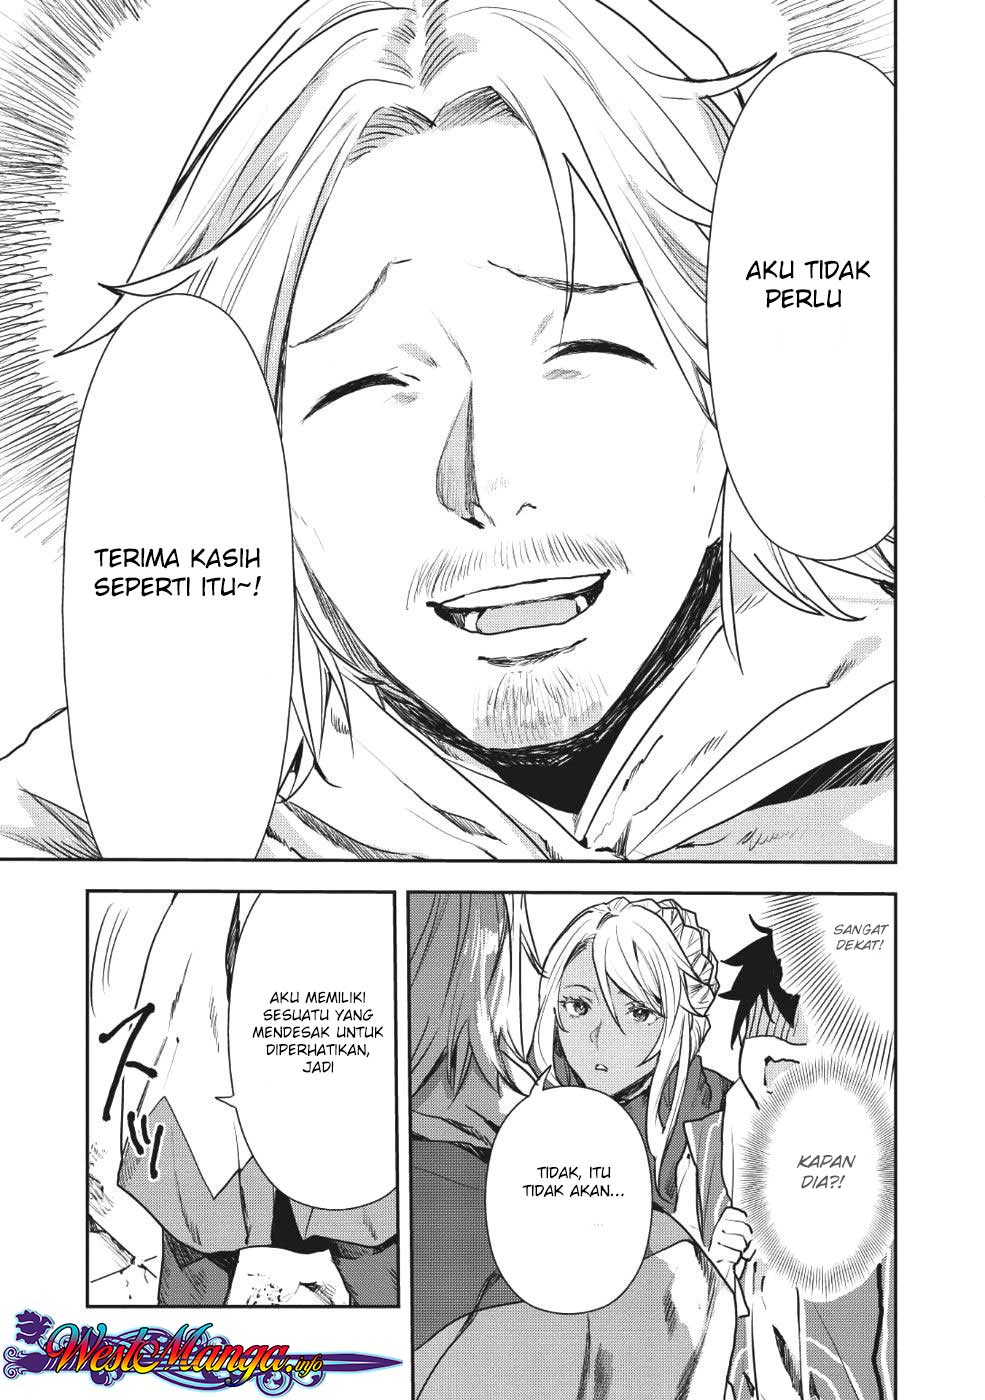 AKU TIDAK
PERLU
TERIMA KASIH
SEPERTI ITU~!
SANGAT
DEKAT!
KAPAN
DIA?!
TIDAK, ITU
TIDAK AKAN...
AKU MEMILIKI
SESUATU YANG
MENDESAK UNTUK
DIPERHATIKAN,
JADI
WestManga.info